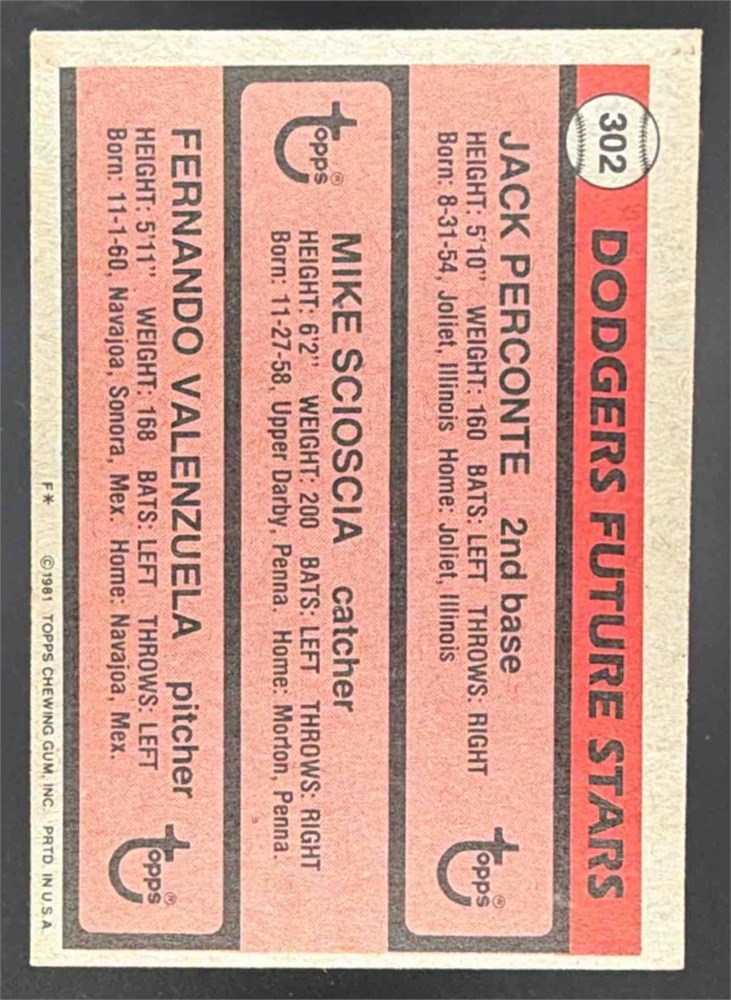 302
DODGERS FUTURE STARS
JACK PERCONTE 2nd base
HEIGHT: 5'10" WEIGHT: 160 BATS: LEFT THROWS: RIGHT
Born: 8-31-54, Joliet, Illinois Home: Joliet, Illinois
Topps®
Topps®
MIKE SCIOSCIA catcher
HEIGHT: 6'2" WEIGHT: 200 BATS: LEFT THROWS: RIGHT
Born: 11-27-58, Upper Darby, Penna. Home: Morton, Penna.
FERNANDO VALENZUELA pitcher
HEIGHT: 5'11" WEIGHT: 168 BATS: LEFT THROWS: LEFT
Born: 11-1-60, Navajoa, Sonora, Mex. Home: Navajoa, Mex.
Topps®
F* ©1981 TOPPS CHEWING GUM, INC. PRTD. IN U.S.A.